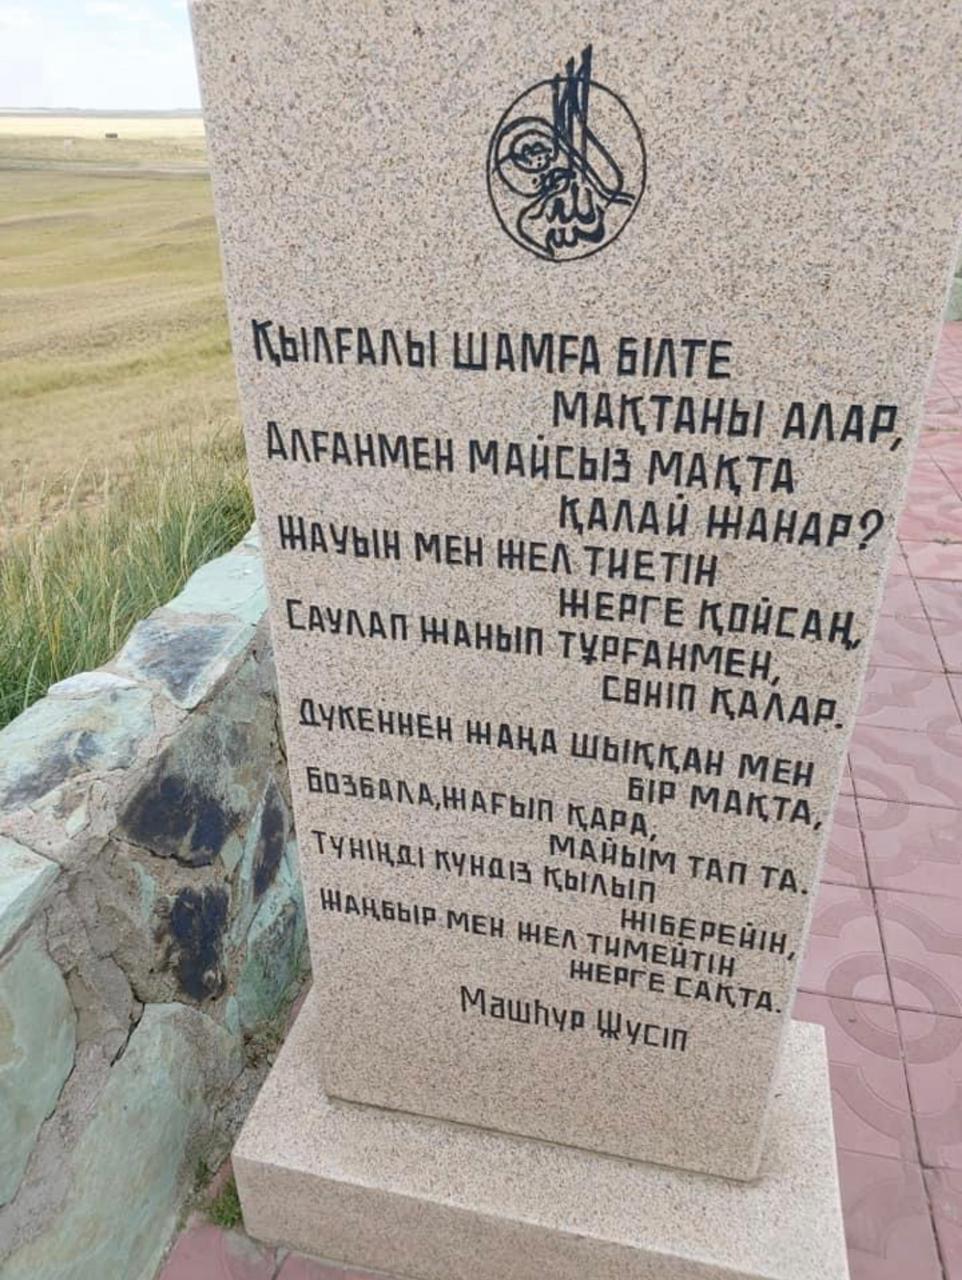 ҚЫЛҒАЛЫ ШАМҒА БІЛТЕ
МАҚТАНЫ АЛАР,
АЛҒАНМЕН МАЙСЫЗ МАҚТА
ҚАЛАЙ ЖАНАР?
ЖАУЫН МЕН ЖЕЛ ТИЕТІН
ЖЕРГЕ ҚОЙСАҢ,
САУЛАП ЖАНЫП ТҰРҒАНМЕН,
СӨНІП ҚАЛАР.
ДҮКЕННЕН ЖАҢА ШЫҚҚАН МЕН
БІР МАҚТА,
БОЗБАЛА,ЖАҒЫП ҚАРА,
МАЙЫМ ТАП ТА.
ТҮНІҢДІ КҮНДІЗ ҚЫЛЫП
ЖІБЕРЕЙІН,
ЖАҢБЫР МЕН ЖЕЛ ТИМЕЙТІН
ЖЕРГЕ САҚТА.
Машһүр Жүсіп